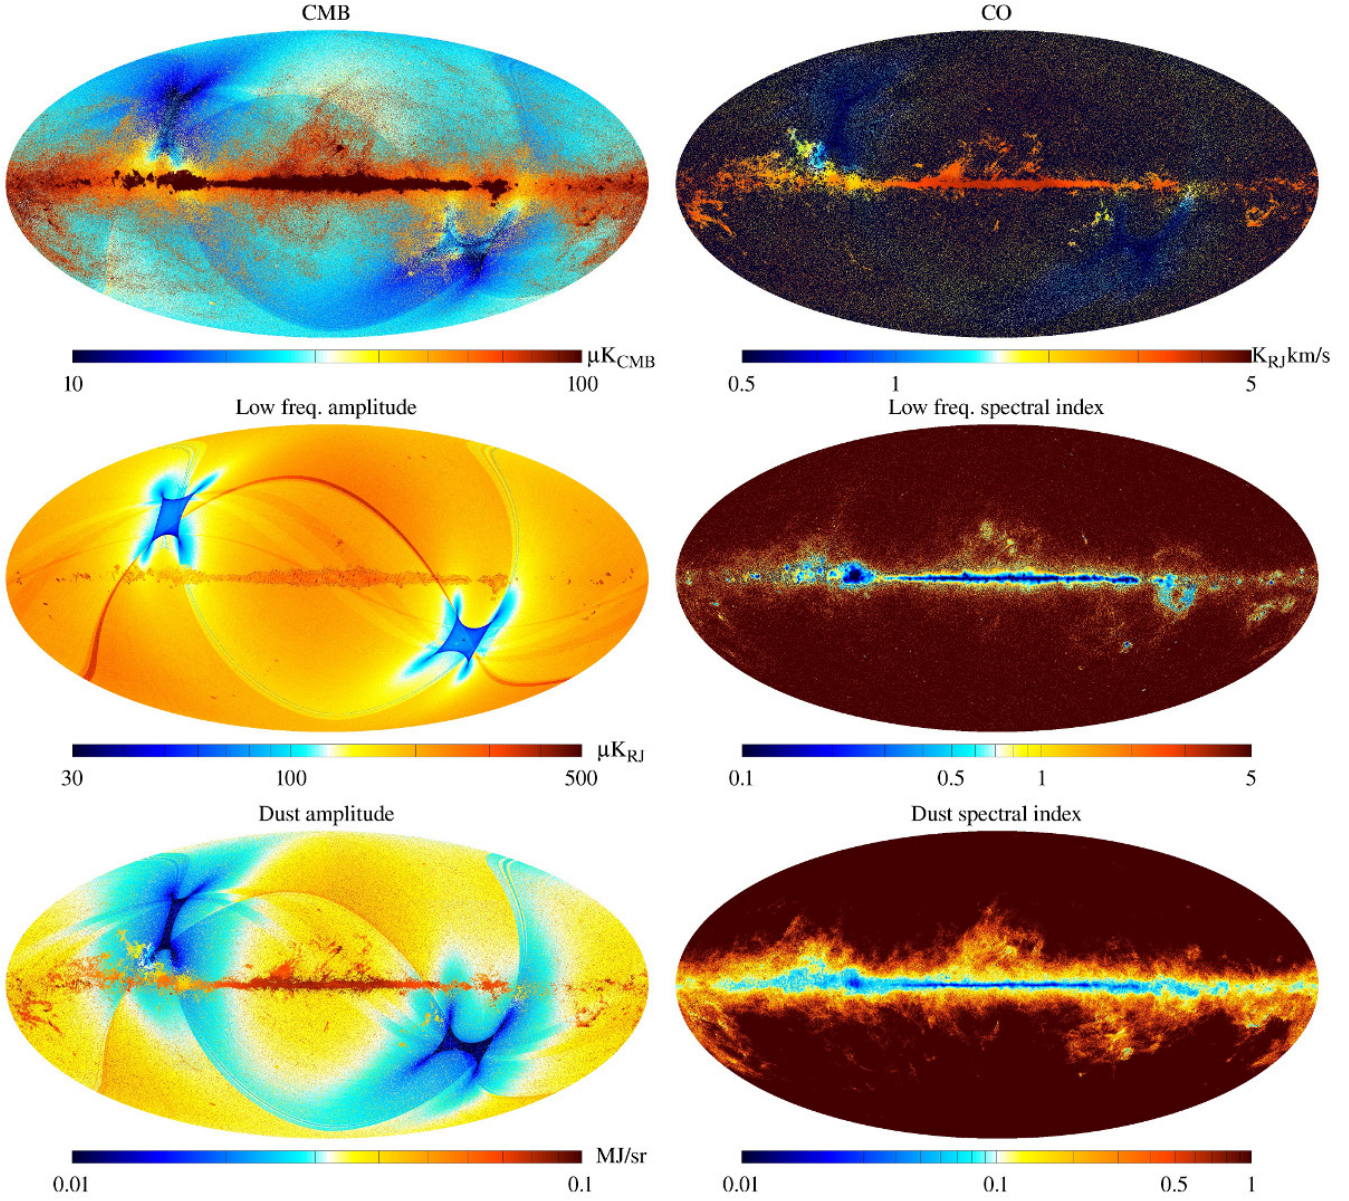 CMB
CO
μK_CMB
10 100
K_RJ km/s
0.5 1 5
Low freq. amplitude
Low freq. spectral index
μK_RJ
30 100 500
0.1 0.5 1 5
Dust amplitude
Dust spectral index
MJ/sr
0.01 0.1
0.01 0.1 0.5 1